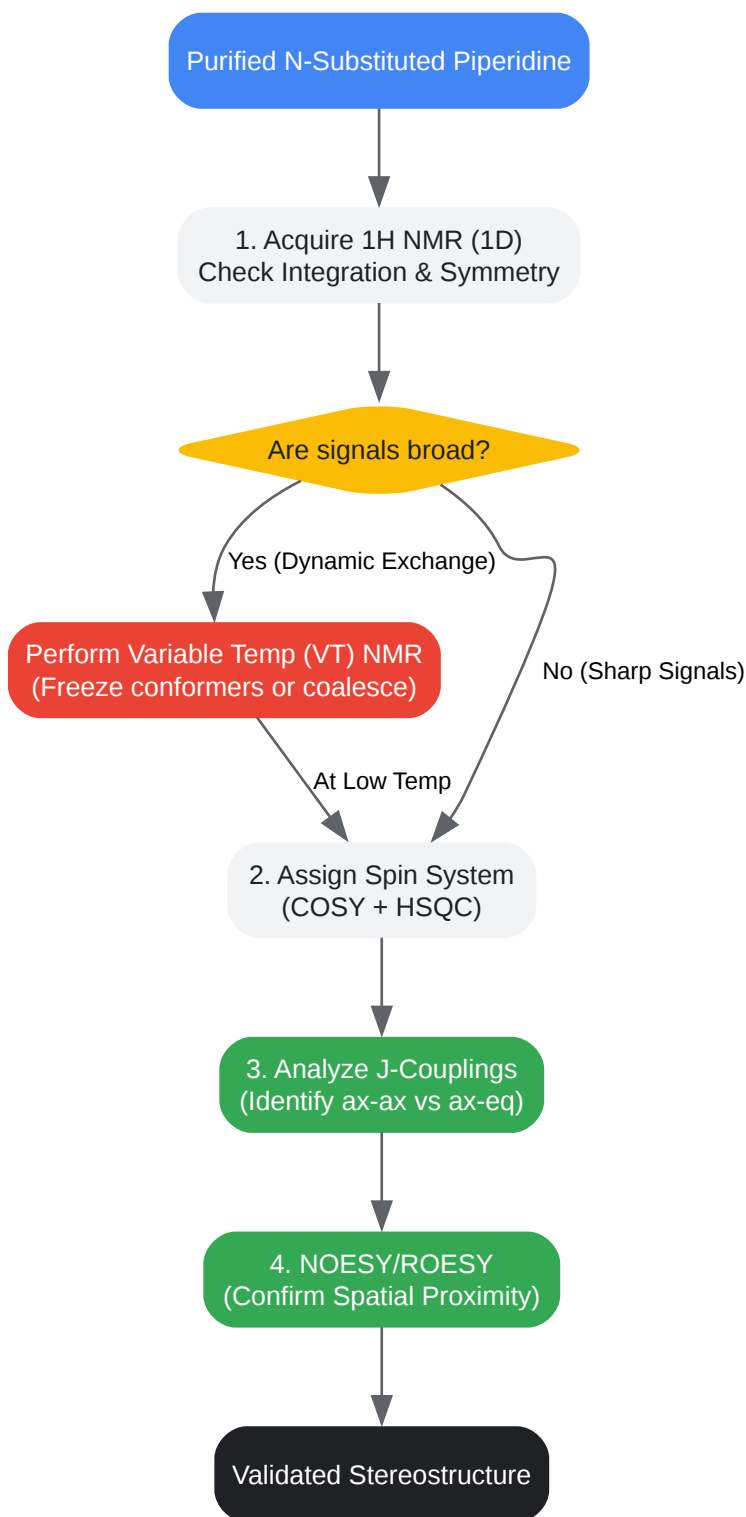 Purified N-Substituted Piperidine
1. Acquire 1H NMR (1D)
Check Integration & Symmetry
Are signals broad?
Yes (Dynamic Exchange)
Perform Variable Temp (VT) NMR
(Freeze conformers or coalesce)
No (Sharp Signals)
At Low Temp
2. Assign Spin System
(COSY + HSQC)
3. Analyze J-Couplings
(Identify ax-ax vs ax-eq)
4. NOESY/ROESY
(Confirm Spatial Proximity)
Validated Stereostructure